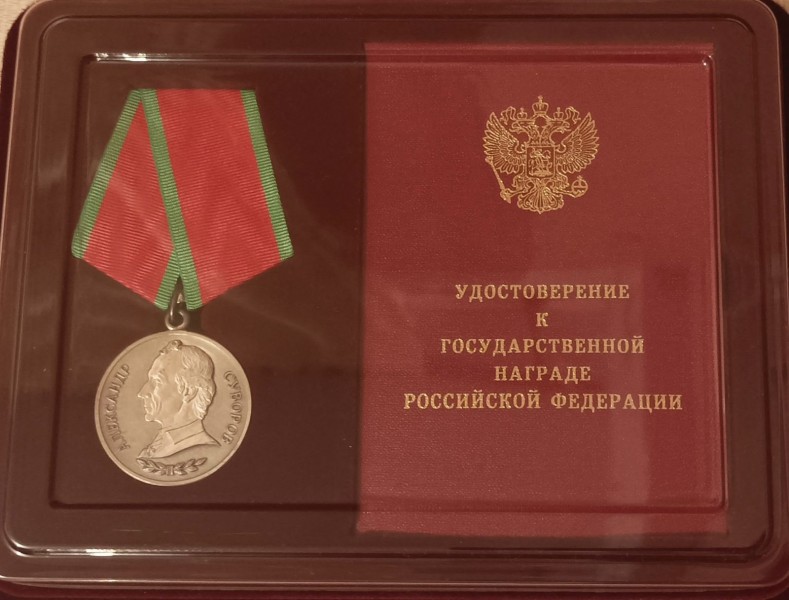 АЛЕКСАНДР СУВОРОВ
УДОСТОВЕРЕНИЕ
К
ГОСУДАРСТВЕННОЙ
НАГРАДЕ
РОССИЙСКОЙ ФЕДЕРАЦИИ